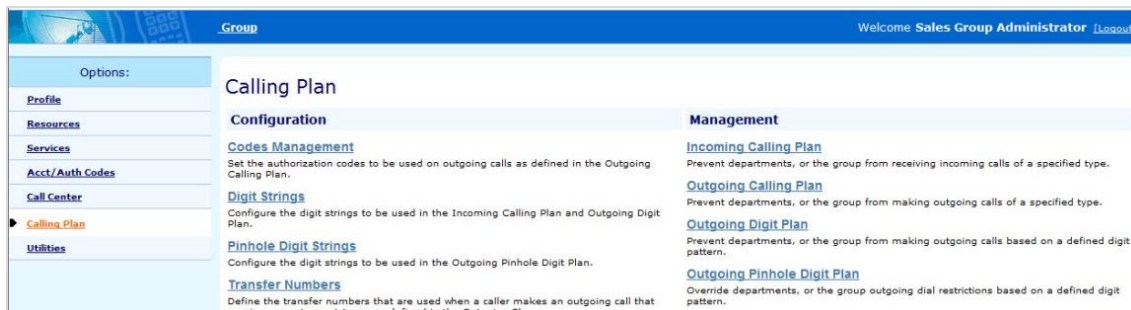 Group
Welcome Sales Group Administrator [Logout
Options:
Profile
Resources
Services
Acct/Auth Codes
Call Center
Calling Plan
Utilities
Calling Plan
Configuration
Codes Management
Set the authorization codes to be used on outgoing calls as defined in the Outgoing
Calling Plan.
Digit Strings
Configure the digit strings to be used in the Incoming Calling Plan and Outgoing Digit
Plan.
Pinhole Digit Strings
Configure the digit strings to be used in the Outgoing Pinhole Digit Plan.
Transfer Numbers
Define the transfer numbers that are used when a caller makes an outgoing call that
Management
Incoming Calling Plan
Prevent departments, or the group from receiving incoming calls of a specified type.
Outgoing Calling Plan
Prevent departments, or the group from making outgoing calls of a specified type.
Outgoing Digit Plan
Prevent departments, or the group from making outgoing calls based on a defined digit
pattern.
Outgoing Pinhole Digit Plan
Override departments, or the group outgoing dial restrictions based on a defined digit
pattern.